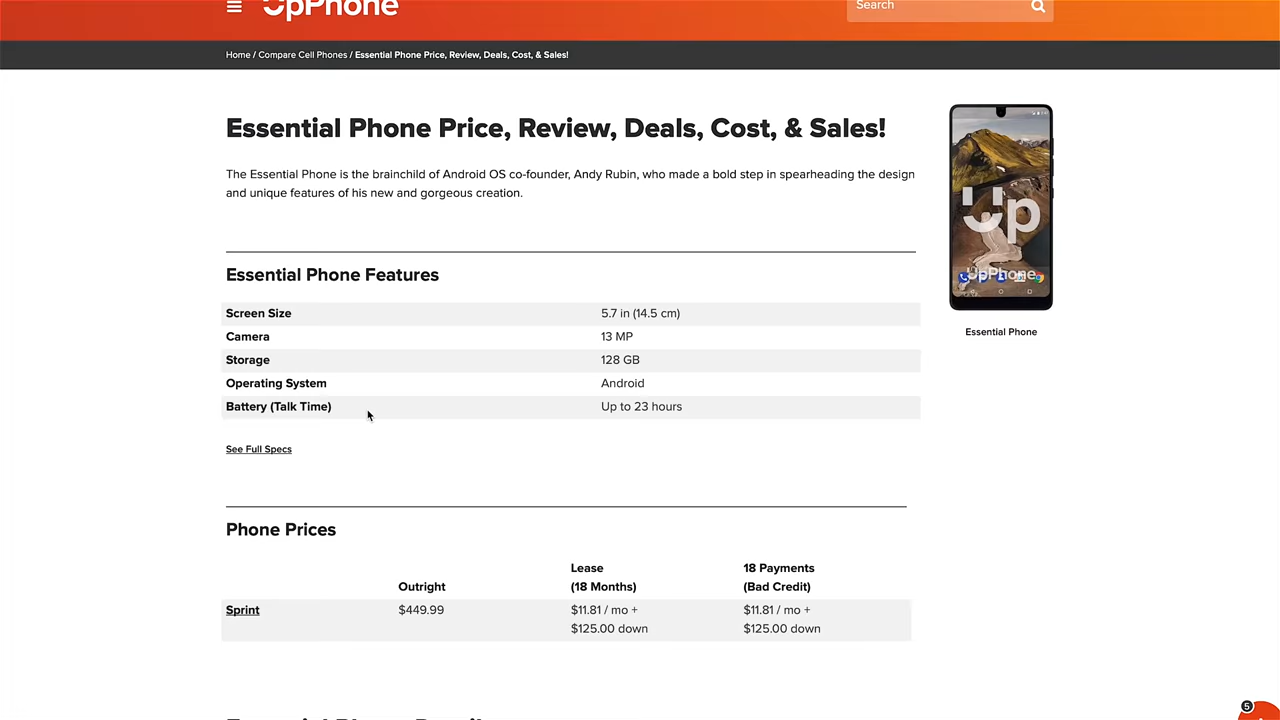 UpPhone
Search
Home / Compare Cell Phones / Essential Phone Price, Review, Deals, Cost, & Sales!
Essential Phone Price, Review, Deals, Cost, & Sales!
The Essential Phone is the brainchild of Android OS co-founder, Andy Rubin, who made a bold step in spearheading the design
and unique features of his new and gorgeous creation.
Up
UpPhone
Essential Phone
Essential Phone Features
Screen Size 5.7 in (14.5 cm)
Camera 13 MP
Storage 128 GB
Operating System Android
Battery (Talk Time) Up to 23 hours
See Full Specs
Phone Prices
Outright
Lease
(18 Months)
18 Payments
(Bad Credit)
Sprint $449.99 $11.81 / mo + $11.81 / mo +
$125.00 down $125.00 down
Essential Phone
5